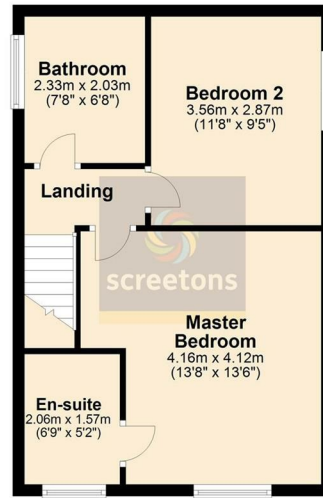 Bathroom
2.33m x 2.03m
(7'8" x 6'8")
Bedroom 2
3.56m x 2.87m
(11'8" x 9'5")
Landing
screetons
Master
Bedroom
4.16m x 4.12m
(13'8" x 13'6")
En-suite
2.06m x 1.57m
(6'9" x 5'2")